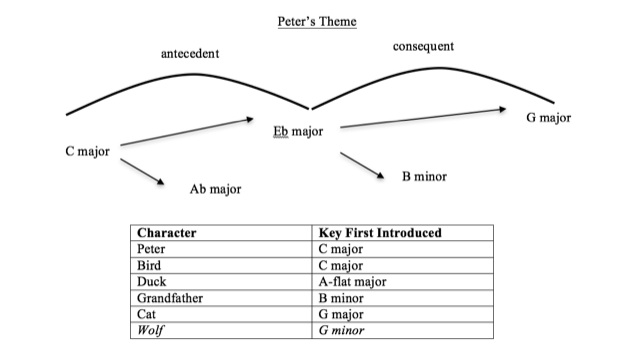 Peter's Theme
antecedent
consequent
C major
Eb major
G major
Ab major
B minor
Character Key First Introduced
Peter C major
Bird C major
Duck A-flat major
Grandfather B minor
Cat G major
Wolf G minor